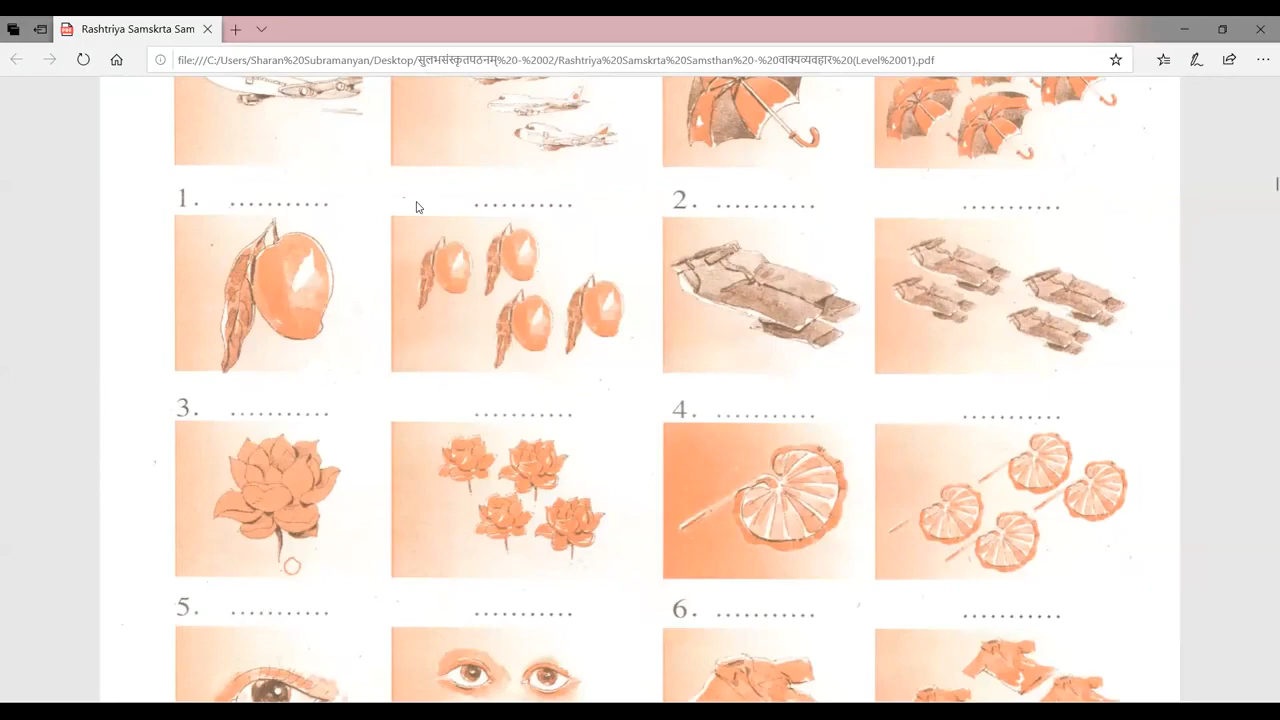 Rashtriya Samskrta Sam
file:///C:/Users/Sharan%20Subramanyan/Desktop/सुलभसंस्कृतपठनम्%20-%2002/Rashtriya%20Samskrta%20Samsthan%20-%20वाक्यव्यवहार%20(Level%2001).pdf
1. ........... ...........  2. ........... ...........
3. ........... ...........  4. ........... ...........
5. ........... ...........  6. ........... ...........